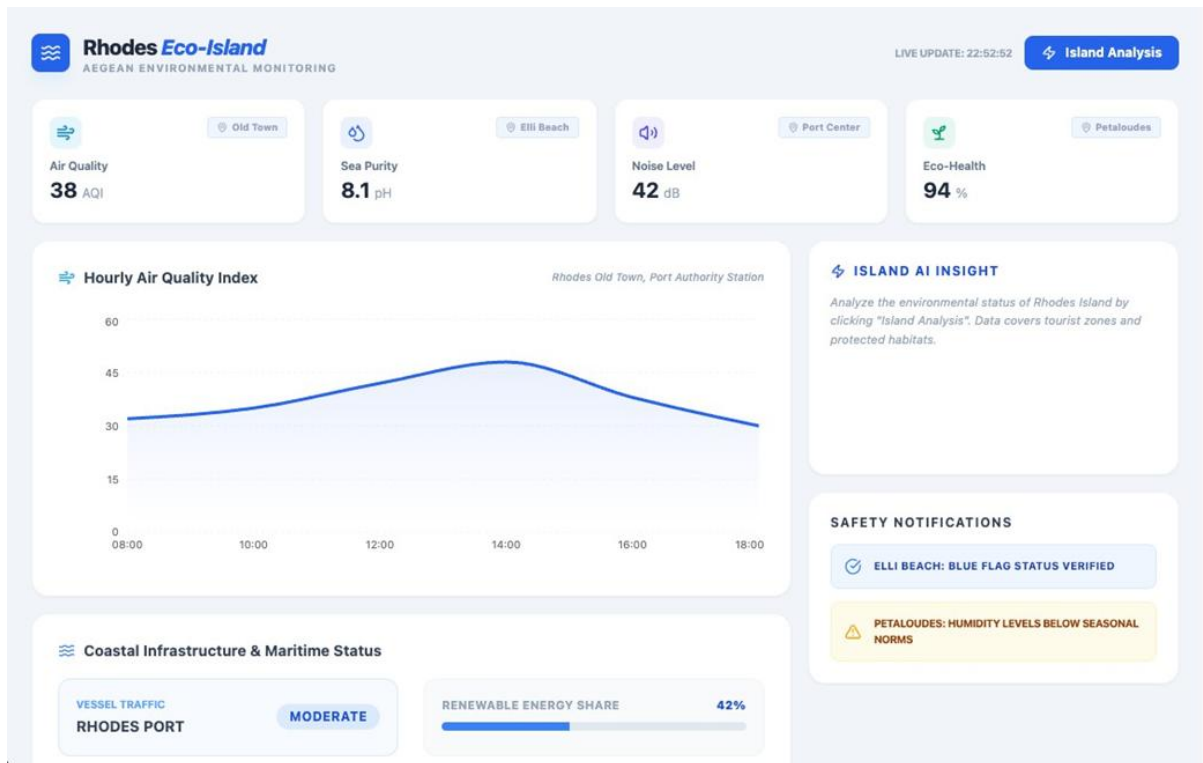 Rhodes Eco-Island
AEGEAN ENVIRONMENTAL MONITORING
LIVE UPDATE: 22:52:52
Island Analysis
Old Town
Air Quality
38 AQI
Elli Beach
Sea Purity
8.1 pH
Port Center
Noise Level
42 dB
Petaloudes
Eco-Health
94 %
Hourly Air Quality Index
Rhodes Old Town, Port Authority Station
60
45
30
15
0
08:00 10:00 12:00 14:00 16:00 18:00
ISLAND AI INSIGHT
Analyze the environmental status of Rhodes Island by
clicking "Island Analysis". Data covers tourist zones and
protected habitats.
SAFETY NOTIFICATIONS
ELLI BEACH: BLUE FLAG STATUS VERIFIED
PETALOUDES: HUMIDITY LEVELS BELOW SEASONAL
NORMS
Coastal Infrastructure & Maritime Status
VESSEL TRAFFIC
RHODES PORT
MODERATE
RENEWABLE ENERGY SHARE 42%